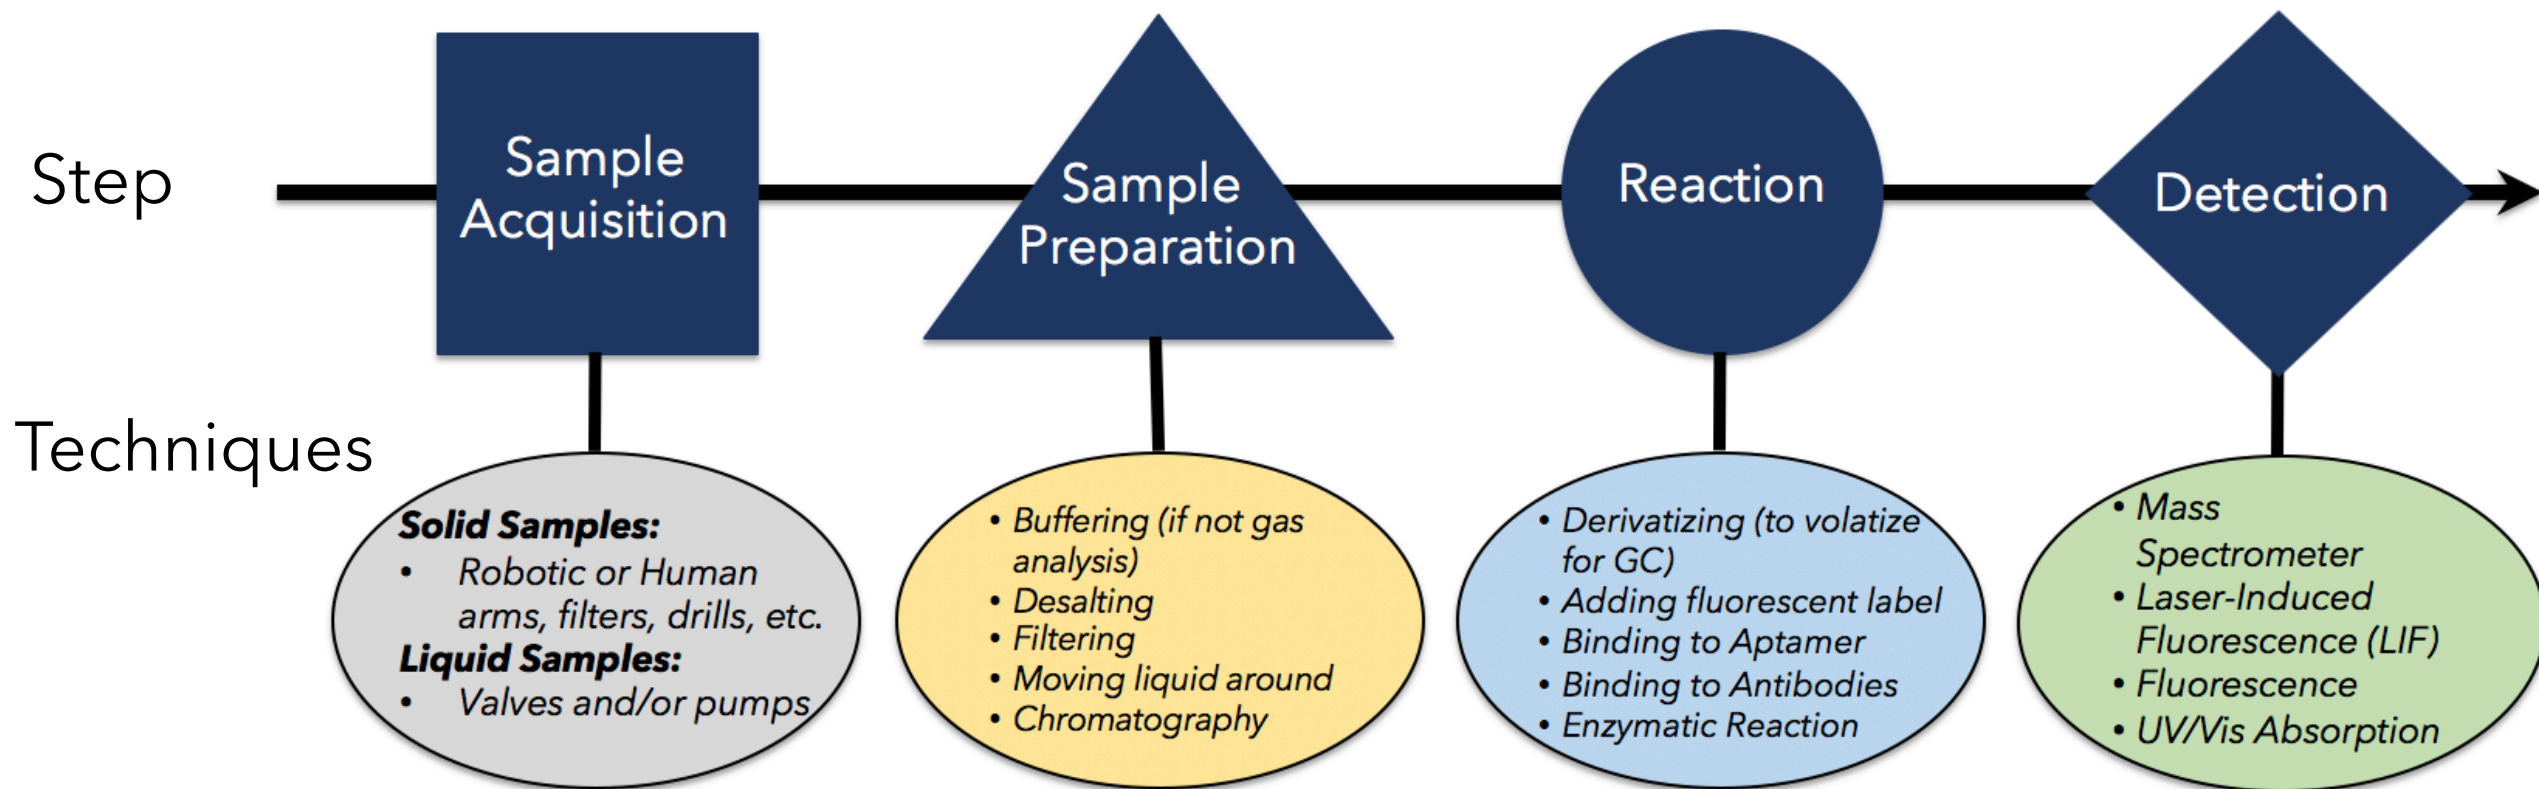 Step
Sample
Acquisition
Sample
Preparation
Reaction
Detection
Techniques
Solid Samples:
• Robotic or Human
arms, filters, drills, etc.
Liquid Samples:
• Valves and/or pumps
• Buffering (if not gas
analysis)
• Desalting
• Filtering
• Moving liquid around
• Chromatography
• Derivatizing (to volatize
for GC)
• Adding fluorescent label
• Binding to Aptamer
• Binding to Antibodies
• Enzymatic Reaction
• Mass
Spectrometer
• Laser-Induced
Fluorescence (LIF)
• Fluorescence
• UV/Vis Absorption